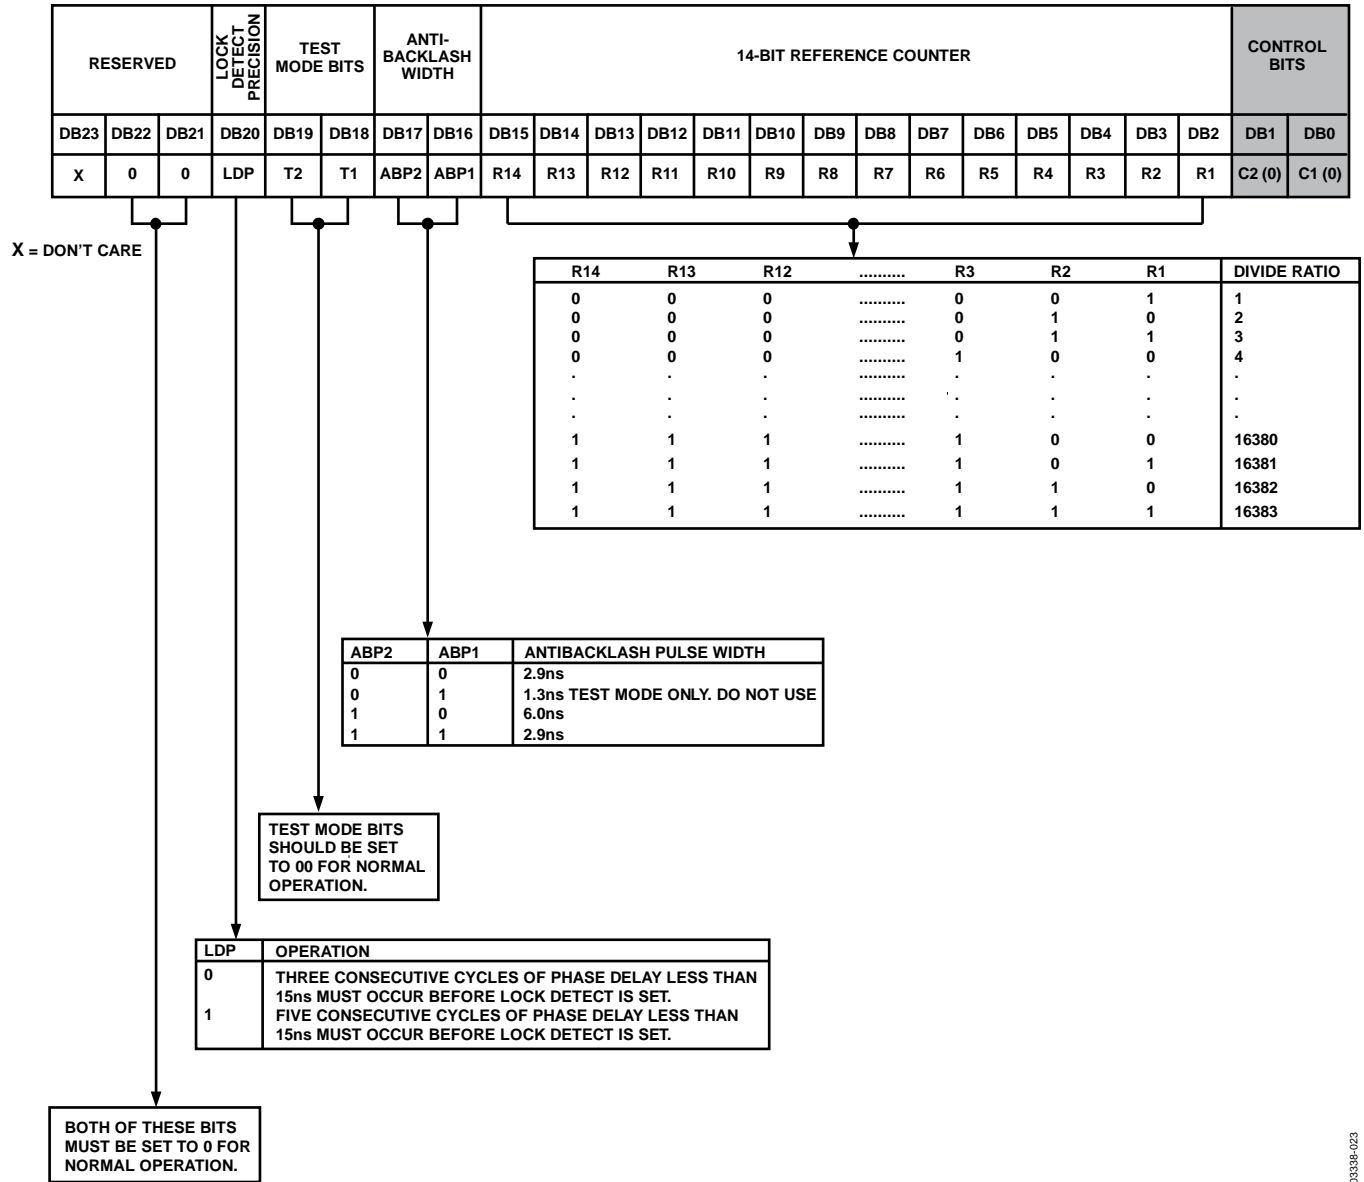 RESERVED
LOCK
DETECT
PRECISION
TEST
MODE BITS
ANTI-
BACKLASH
WIDTH
14-BIT REFERENCE COUNTER
CONTROL
BITS
DB23 DB22 DB21 DB20 DB19 DB18 DB17 DB16 DB15 DB14 DB13 DB12 DB11 DB10 DB9 DB8 DB7 DB6 DB5 DB4 DB3 DB2 DB1 DB0
X 0 0 LDP T2 T1 ABP2 ABP1 R14 R13 R12 R11 R10 R9 R8 R7 R6 R5 R4 R3 R2 R1 C2 (0) C1 (0)
X = DON'T CARE
R14 R13 R12 .......... R3 R2 R1 DIVIDE RATIO
0 0 0 .......... 0 0 1 1
0 0 0 .......... 0 1 0 2
0 0 0 .......... 0 1 1 3
0 0 0 .......... 1 0 0 4
. . . .......... . . . .
. . . .......... . . . .
. . . .......... . . . .
1 1 1 .......... 1 0 0 16380
1 1 1 .......... 1 0 1 16381
1 1 1 .......... 1 1 0 16382
1 1 1 .......... 1 1 1 16383
ABP2 ABP1 ANTIBACKLASH PULSE WIDTH
0 0 2.9ns
0 1 1.3ns TEST MODE ONLY. DO NOT USE
1 0 6.0ns
1 1 2.9ns
TEST MODE BITS
SHOULD BE SET
TO 00 FOR NORMAL
OPERATION.
LDP OPERATION
0 THREE CONSECUTIVE CYCLES OF PHASE DELAY LESS THAN
15ns MUST OCCUR BEFORE LOCK DETECT IS SET.
1 FIVE CONSECUTIVE CYCLES OF PHASE DELAY LESS THAN
15ns MUST OCCUR BEFORE LOCK DETECT IS SET.
BOTH OF THESE BITS
MUST BE SET TO 0 FOR
NORMAL OPERATION.
03338-023